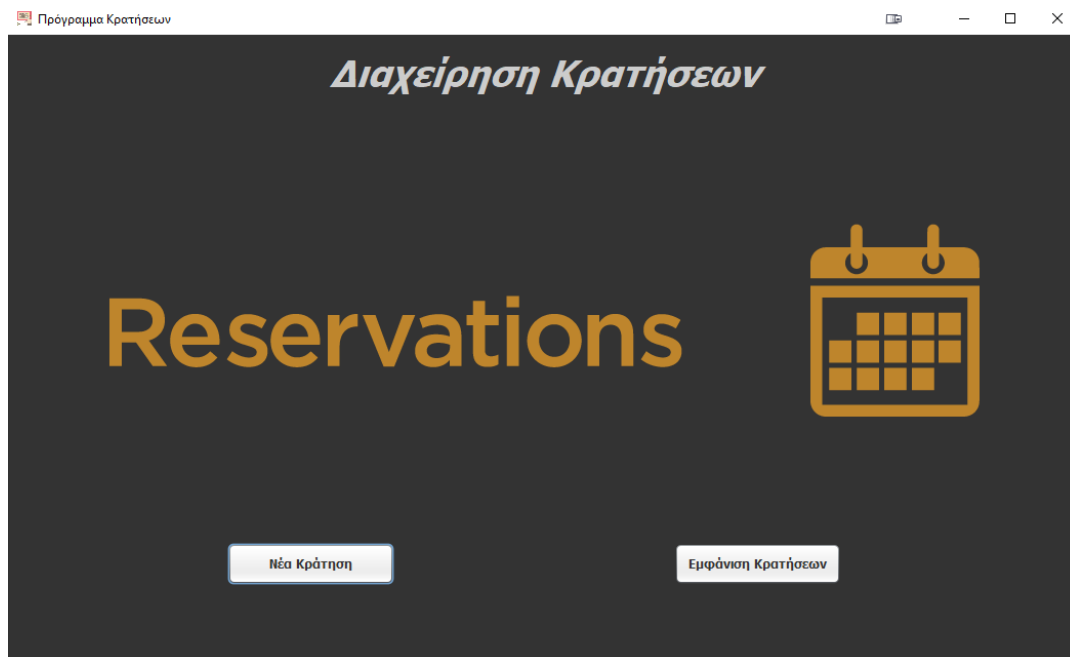 Πρόγραμμα Κρατήσεων
Διαχείρηση Κρατήσεων
Reservations
Νέα Κράτηση
Εμφάνιση Κρατήσεων